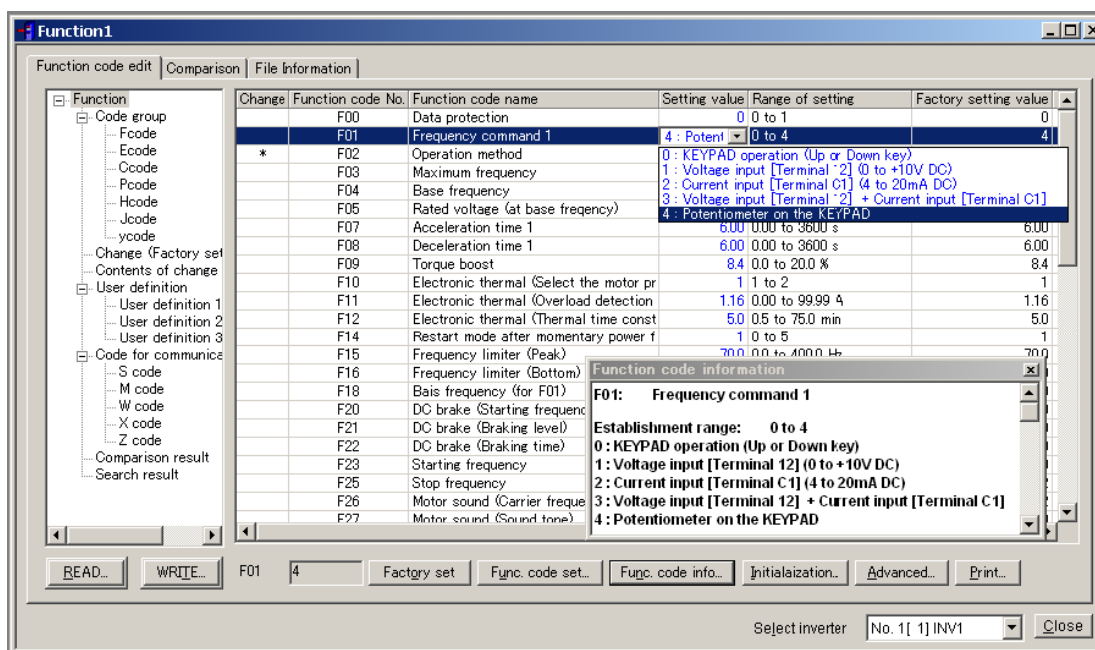 Function1
Function code edit Comparison File Information
Function
Code group
Fcode
Ecode
Ccode
Pcode
Hcode
Jcode
ycode
Change (Factory set
Contents of change
User definition
User definition 1
User definition 2
User definition 3
Code for communica
S code
M code
W code
X code
Z code
Comparison result
Search result
Change Function code No. Function code name Setting value Range of setting Factory setting value
F00 Data protection 0 0 to 1 0
F01 Frequency command 1 4 : Potent 0 to 4 4
* F02 Operation method
F03 Maximum frequency
F04 Base frequency
F05 Rated voltage (at base freqency)
0 : KEYPAD operation (Up or Down key)
1 : Voltage input [Terminal ˆ2] (0 to +10V DC)
2 : Current input [Terminal C1] (4 to 20mA DC)
3 : Voltage input [Terminal ˆ2] + Current input [Terminal C1]
4 : Potentiometer on the KEYPAD
F07 Acceleration time 1 6.00 0.00 to 3600 s 6.00
F08 Deceleration time 1 6.00 0.00 to 3600 s 6.00
F09 Torque boost 8.4 0.0 to 20.0 % 8.4
F10 Electronic thermal (Select the motor pr 1 1 to 2 1
F11 Electronic thermal (Overload detection 1.16 0.00 to 99.99 A 1.16
F12 Electronic thermal (Thermal time const 5.0 0.5 to 75.0 min 5.0
F14 Restart mode after momentary power f 1 0 to 5 1
F15 Frequency limiter (Peak) 70.0 0.0 to 400.0 Hz 70.0
F16 Frequency limiter (Bottom)
F18 Bais frequency (for F01)
F20 DC brake (Starting frequenc
F21 DC brake (Braking level)
F22 DC brake (Braking time)
F23 Starting frequency
F25 Stop frequency
F26 Motor sound (Carrier freque
F27 Motor sound (Sound tone)
Function code information
F01: Frequency command 1
Establishment range: 0 to 4
0 : KEYPAD operation (Up or Down key)
1 : Voltage input [Terminal 12] (0 to +10V DC)
2 : Current input [Terminal C1] (4 to 20mA DC)
3 : Voltage input [Terminal 12] + Current input [Terminal C1]
4 : Potentiometer on the KEYPAD
READ... WRITE... F01 4 Factory set Func. code set... Func. code info... Initialaization.. Advanced... Print...
Select inverter No. 1[ 1] INV1 Close